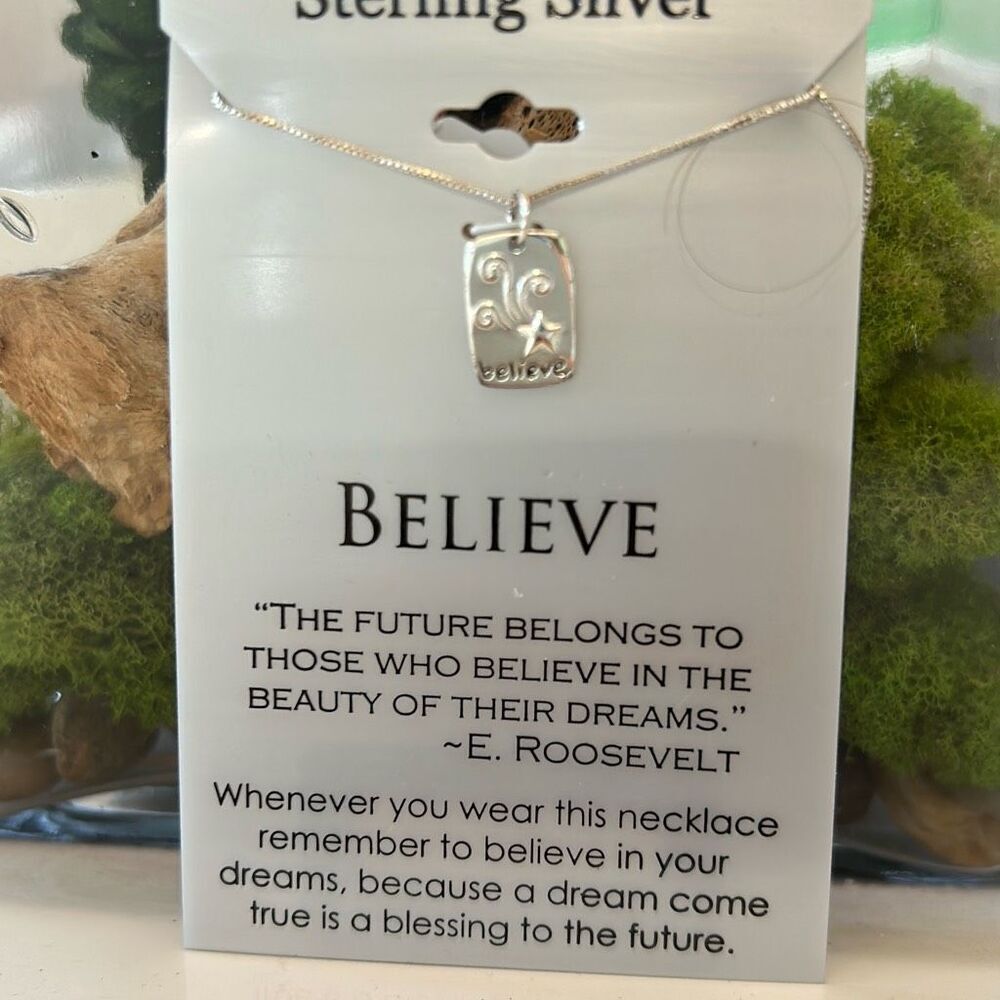 Sterling Silver
believe
BELIEVE
“THE FUTURE BELONGS TO
THOSE WHO BELIEVE IN THE
BEAUTY OF THEIR DREAMS.”
~E. ROOSEVELT
Whenever you wear this necklace
remember to believe in your
dreams, because a dream come
true is a blessing to the future.